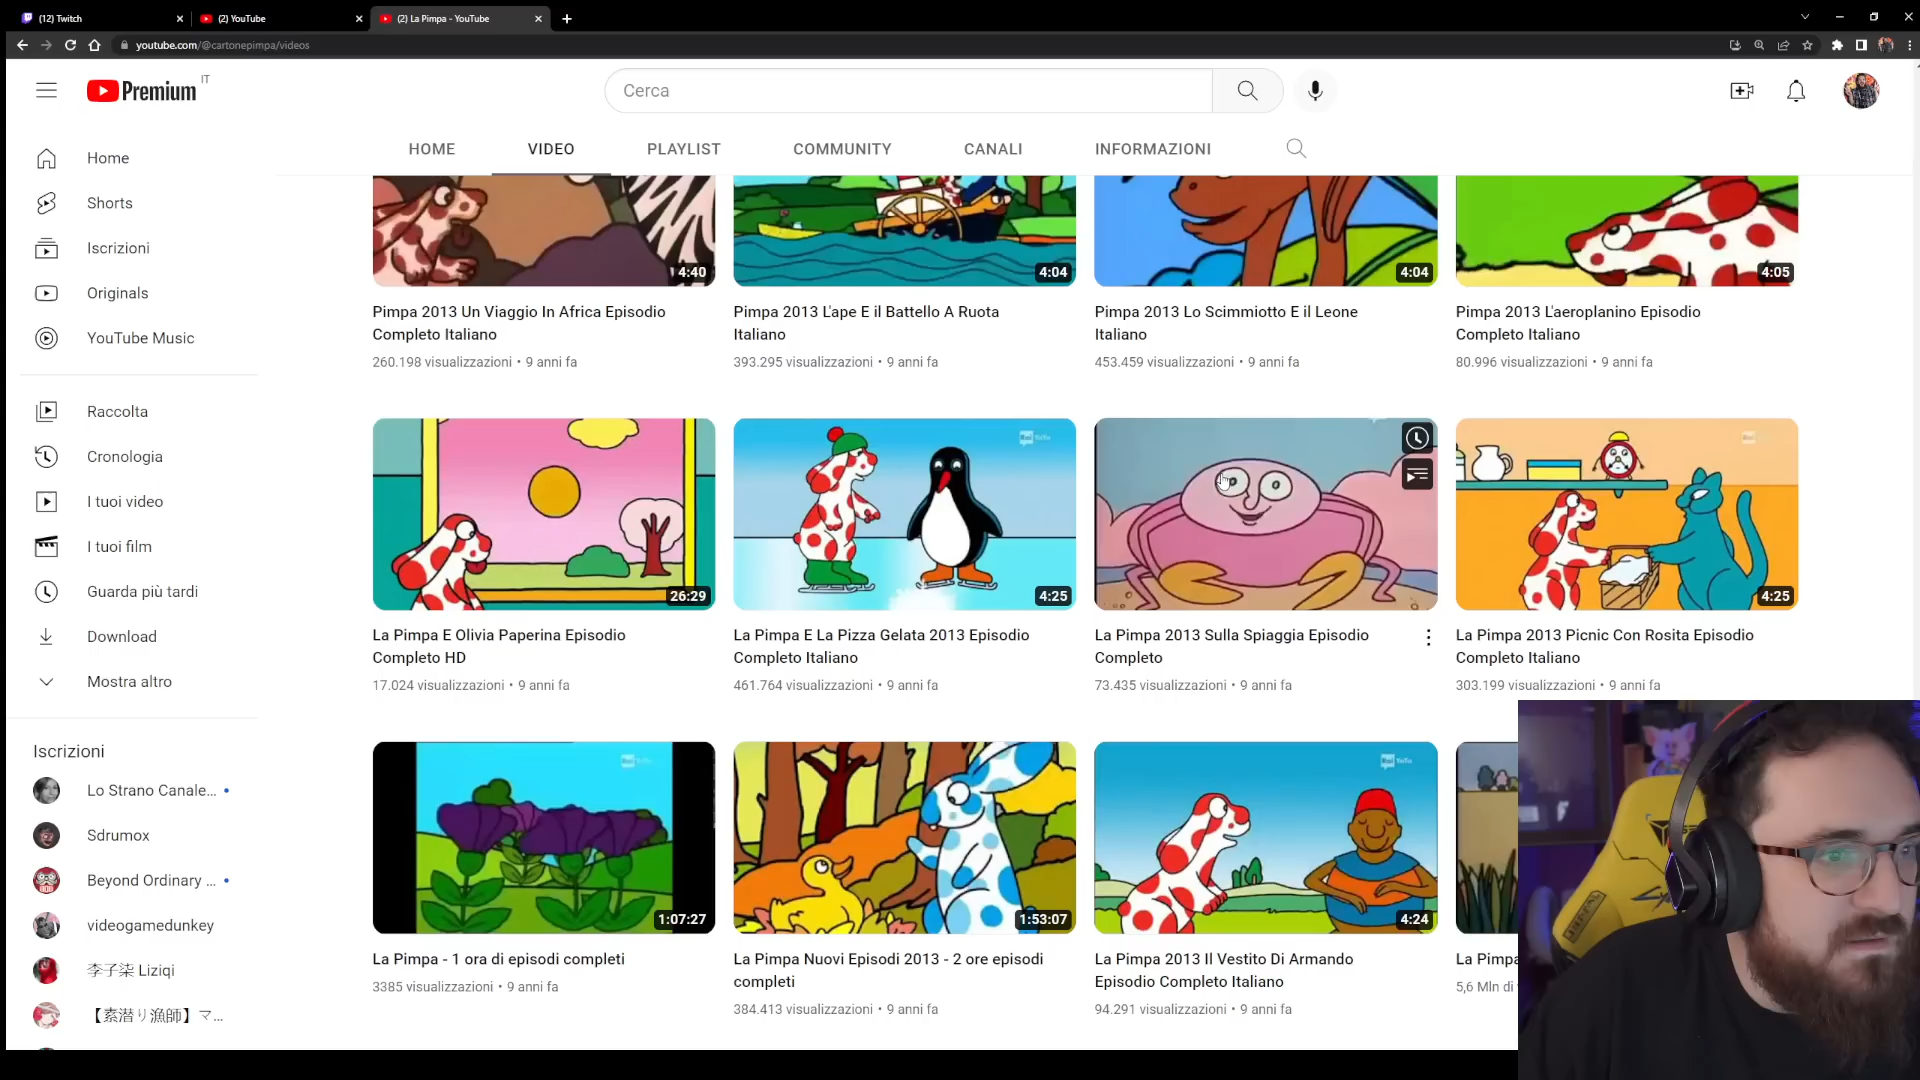 (12) Twitch
(2) YouTube
(2) La Pimpa - YouTube
youtube.com/@cartonepimpa/videos
Premium
IT
Cerca
HOME
VIDEO
PLAYLIST
COMMUNITY
CANALI
INFORMAZIONI
Home
Shorts
Iscrizioni
Originals
YouTube Music
Raccolta
Cronologia
I tuoi video
I tuoi film
Guarda più tardi
Download
Mostra altro
Iscrizioni
Lo Strano Canale...
Sdrumox
Beyond Ordinary ...
videogamedunkey
李子柒 Liziqi
【素潜り漁師】マ...
4:40
Pimpa 2013 Un Viaggio In Africa Episodio
Completo Italiano
260.198 visualizzazioni • 9 anni fa
4:04
Pimpa 2013 L'ape E il Battello A Ruota
Italiano
393.295 visualizzazioni • 9 anni fa
4:04
Pimpa 2013 Lo Scimmiotto E il Leone
Italiano
453.459 visualizzazioni • 9 anni fa
4:05
Pimpa 2013 L'aeroplanino Episodio
Completo Italiano
80.996 visualizzazioni • 9 anni fa
26:29
La Pimpa E Olivia Paperina Episodio
Completo HD
17.024 visualizzazioni • 9 anni fa
Rai YoYo
4:25
La Pimpa E La Pizza Gelata 2013 Episodio
Completo Italiano
461.764 visualizzazioni • 9 anni fa
La Pimpa 2013 Sulla Spiaggia Episodio
Completo
73.435 visualizzazioni • 9 anni fa
4:25
La Pimpa 2013 Picnic Con Rosita Episodio
Completo Italiano
303.199 visualizzazioni • 9 anni fa
1:07:27
La Pimpa - 1 ora di episodi completi
3385 visualizzazioni • 9 anni fa
1:53:07
La Pimpa Nuovi Episodi 2013 - 2 ore episodi
completi
384.413 visualizzazioni • 9 anni fa
Rai YoYo
4:24
La Pimpa 2013 Il Vestito Di Armando
Episodio Completo Italiano
94.291 visualizzazioni • 9 anni fa
La Pimp
5,6 Mln di